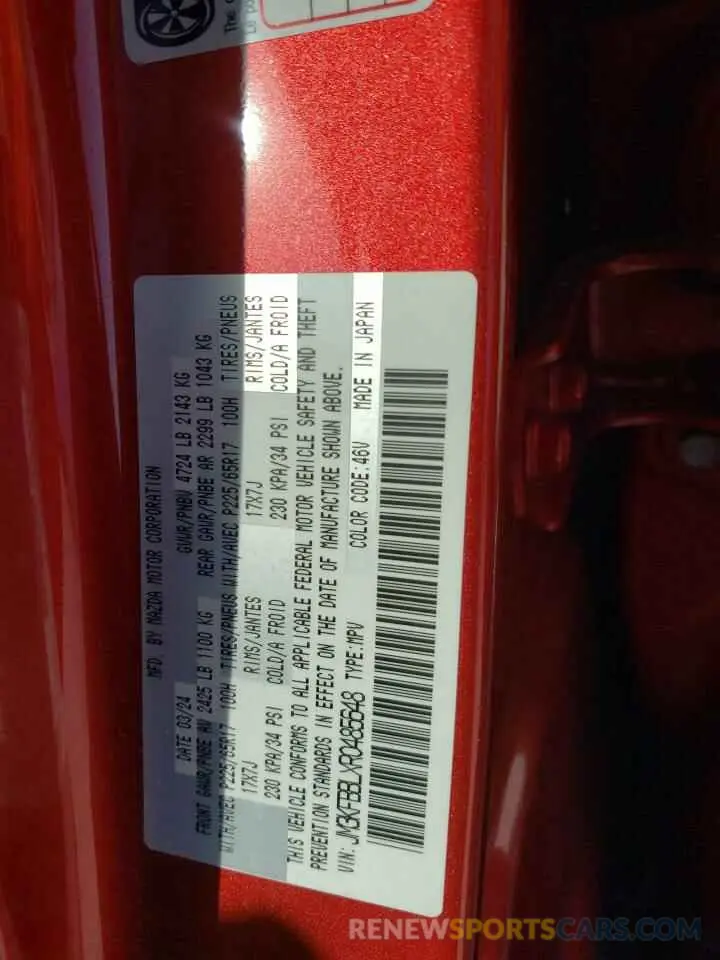 The
MFD. BY MAZDA MOTOR CORPORATION
DATE 03/24 GVWR/PNBV 4724 LB 2143 KG
FRONT GAWR/PNBE AV 2425 LB 1100 KG REAR GAWR/PNBE AR 2299 LB 1043 KG
WITH/AVEC P225/65R17 100H TIRES/PNEUS WITH/AVEC P225/65R17 100H TIRES/PNEUS
17X7J RIMS/JANTES 17X7J RIMS/JANTES
230 KPA/34 PSI COLD/A FROID 230 KPA/34 PSI COLD/A FROID
THIS VEHICLE CONFORMS TO ALL APPLICABLE FEDERAL MOTOR VEHICLE SAFETY AND THEFT
PREVENTION STANDARDS IN EFFECT ON THE DATE OF MANUFACTURE SHOWN ABOVE.
VIN: JM3KFBBLXR0485648 TYPE:MPV COLOR CODE:46V MADE IN JAPAN
RENEWSPORTSCARS.COM